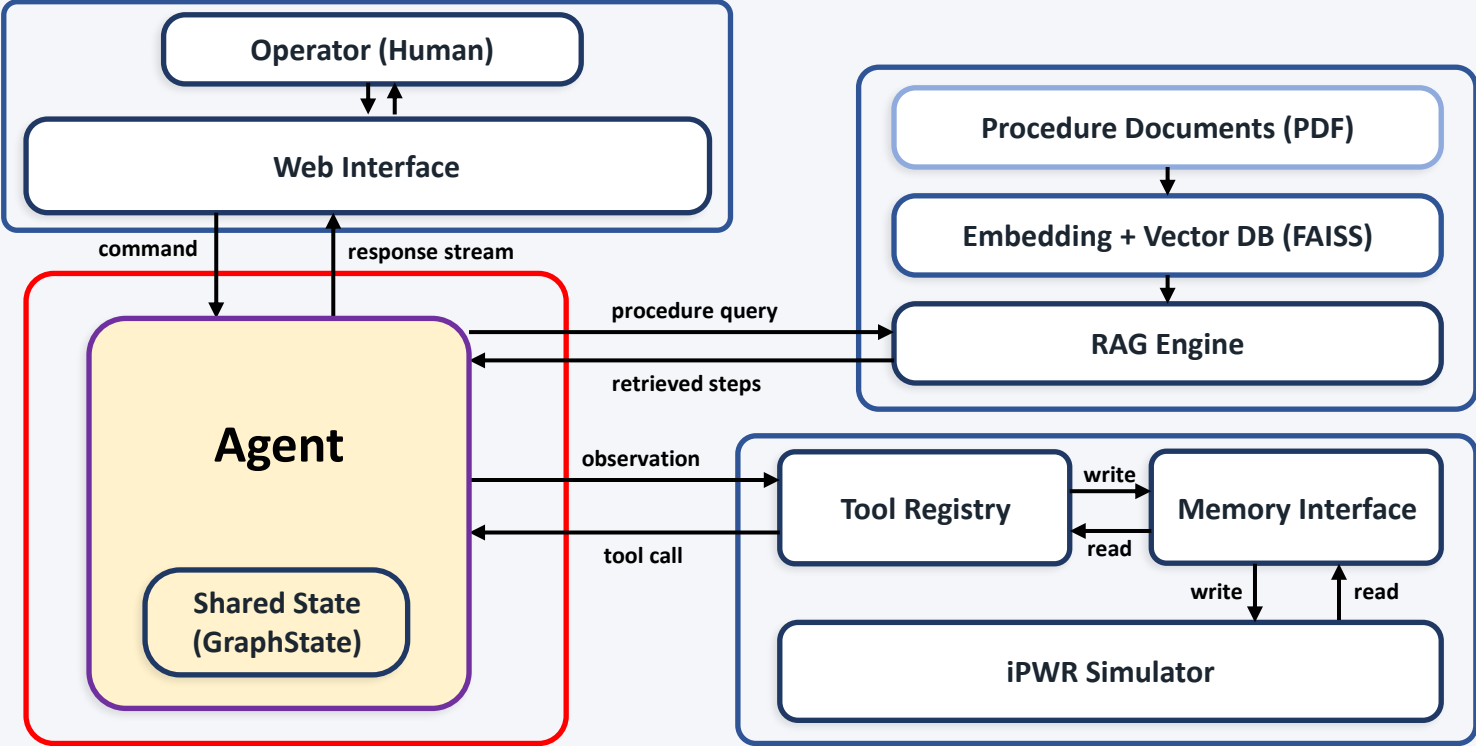 Operator (Human)
Web Interface
command
response stream
Procedure Documents (PDF)
Embedding + Vector DB (FAISS)
RAG Engine
procedure query
retrieved steps
Agent
Shared State
(GraphState)
observation
tool call
Tool Registry
write
read
Memory Interface
write
read
iPWR Simulator